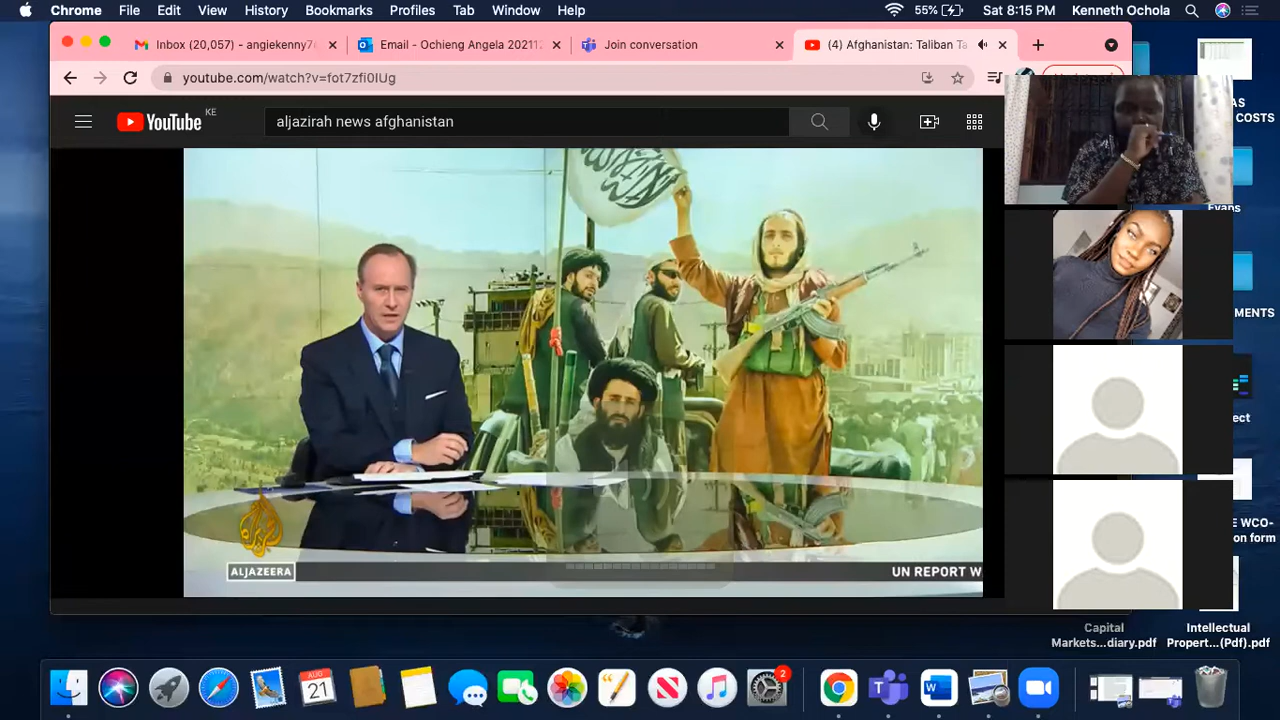 Chrome File Edit View History Bookmarks Profiles Tab Window Help 55% Sat 8:15 PM Kenneth Ochola
Inbox (20,057) - angiekenny7
Email - Ochieng Angela 20211
Join conversation
(4) Afghanistan: Taliban Ta
youtube.com/watch?v=fot7zfi0IUg
YouTube KE
aljazirah news afghanistan
AS
COSTS
Evans
MENTS
ect
E WCO-
on form
ALJAZEERA
UN REPORT W
Capital
Markets...diary.pdf
Intellectual
Propert...(Pdf).pdf
AUG
21
2
W